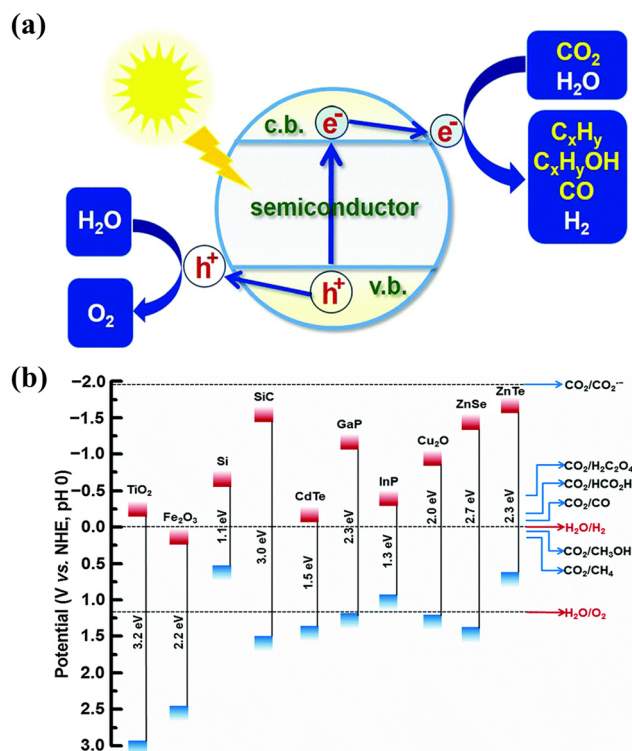 (a)
c.b.
e⁻
e⁻
CO₂
H₂O
CₓHᵧ
CₓHᵧOH
CO
H₂
semiconductor
H₂O
O₂
h⁺
h⁺
v.b.
(b)
Potential (V vs. NHE, pH 0)
−2.0
−1.5
−1.0
−0.5
0.0
0.5
1.0
1.5
2.0
2.5
3.0
TiO₂
3.2 eV
Fe₂O₃
2.2 eV
Si
1.1 eV
SiC
3.0 eV
CdTe
1.5 eV
GaP
2.3 eV
InP
1.3 eV
Cu₂O
2.0 eV
ZnSe
2.7 eV
ZnTe
2.3 eV
CO₂/CO₂·⁻
CO₂/H₂C₂O₄
CO₂/HCO₂H
CO₂/CO
H₂O/H₂
CO₂/CH₃OH
CO₂/CH₄
H₂O/O₂